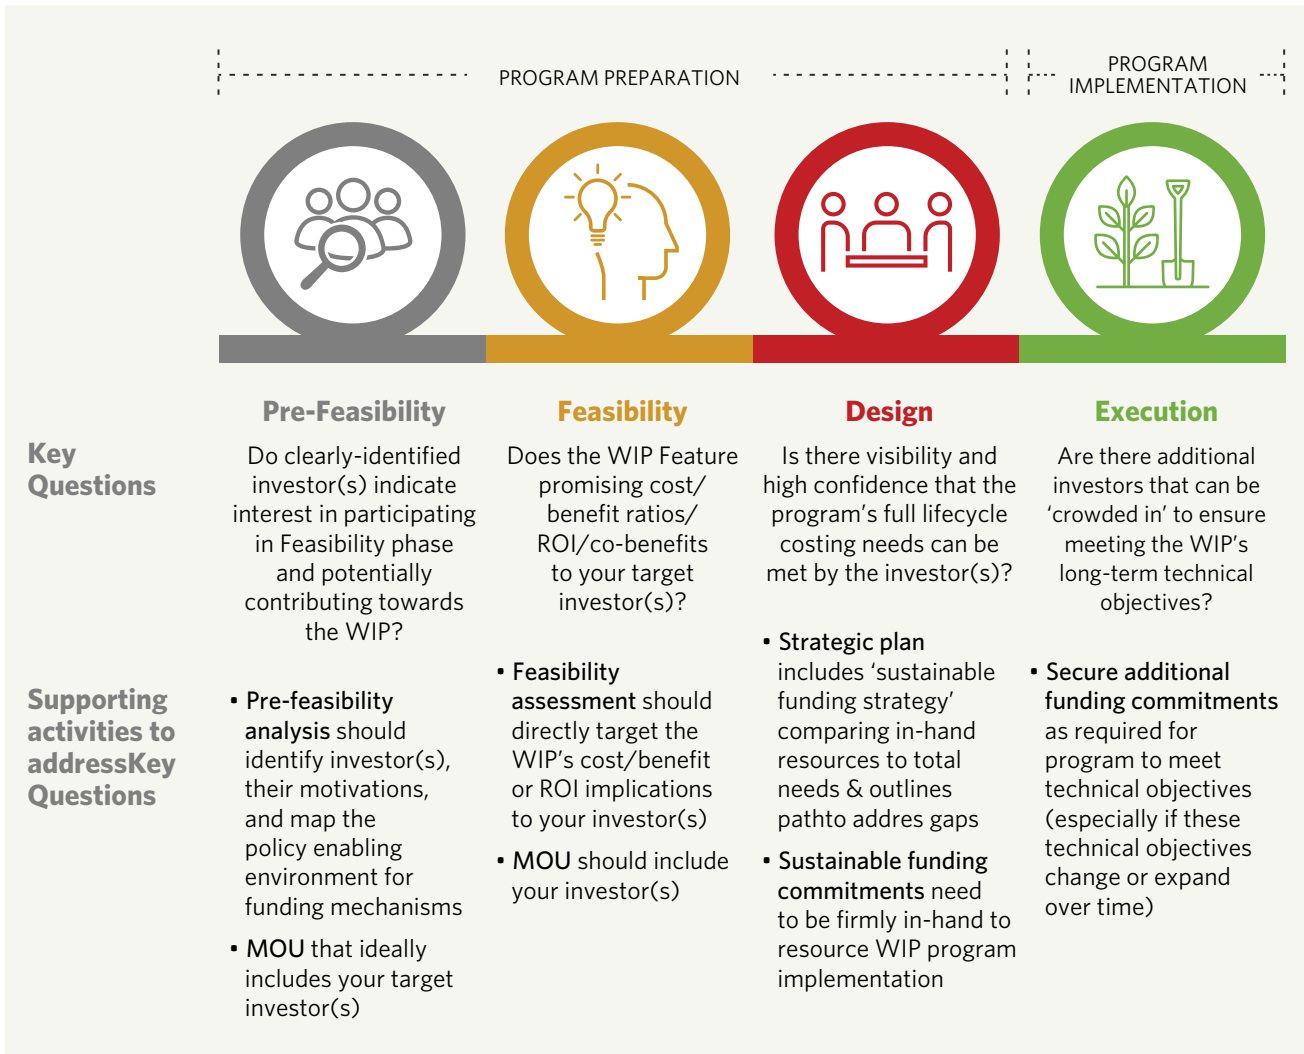 PROGRAM PREPARATION
PROGRAM
IMPLEMENTATION
Key
Questions
Supporting
activities to
addressKey
Questions
Pre-Feasibility
Do clearly-identified
investor(s) indicate
interest in participating
in Feasibility phase
and potentially
contributing towards
the WIP?
• Pre-feasibility
analysis should
identify investor(s),
their motivations,
and map the
policy enabling
environment for
funding mechanisms
• MOU that ideally
includes your target
investor(s)
Feasibility
Does the WIP Feature
promising cost/
benefit ratios/
ROI/co-benefits
to your target
investor(s)?
• Feasibility
assessment should
directly target the
WIP's cost/benefit
or ROI implications
to your investor(s)
• MOU should include
your investor(s)
Design
Is there visibility and
high confidence that the
program's full lifecycle
costing needs can be
met by the investor(s)?
• Strategic plan
includes 'sustainable
funding strategy'
comparing in-hand
resources to total
needs & outlines
pathto addres gaps
• Sustainable funding
commitments need
to be firmly in-hand to
resource WIP program
implementation
Execution
Are there additional
investors that can be
'crowded in' to ensure
meeting the WIP's
long-term technical
objectives?
• Secure additional
funding commitments
as required for
program to meet
technical objectives
(especially if these
technical objectives
change or expand
over time)